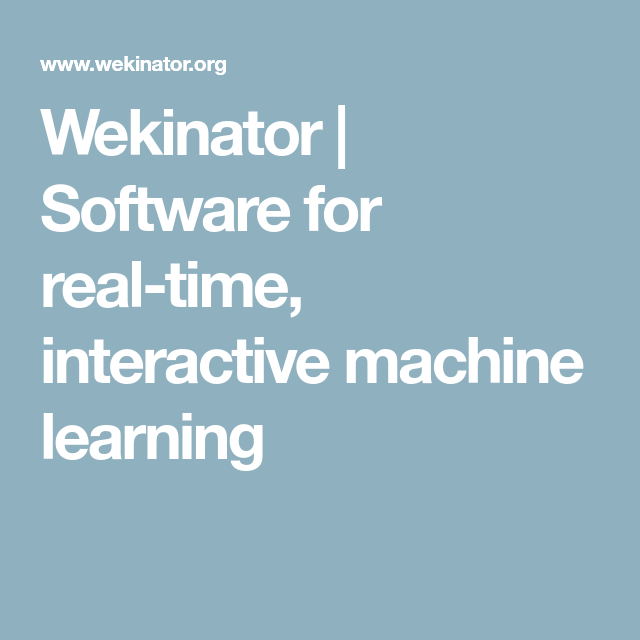 www.wekinator.org
Wekinator |
Software for
real-time,
interactive machine
learning